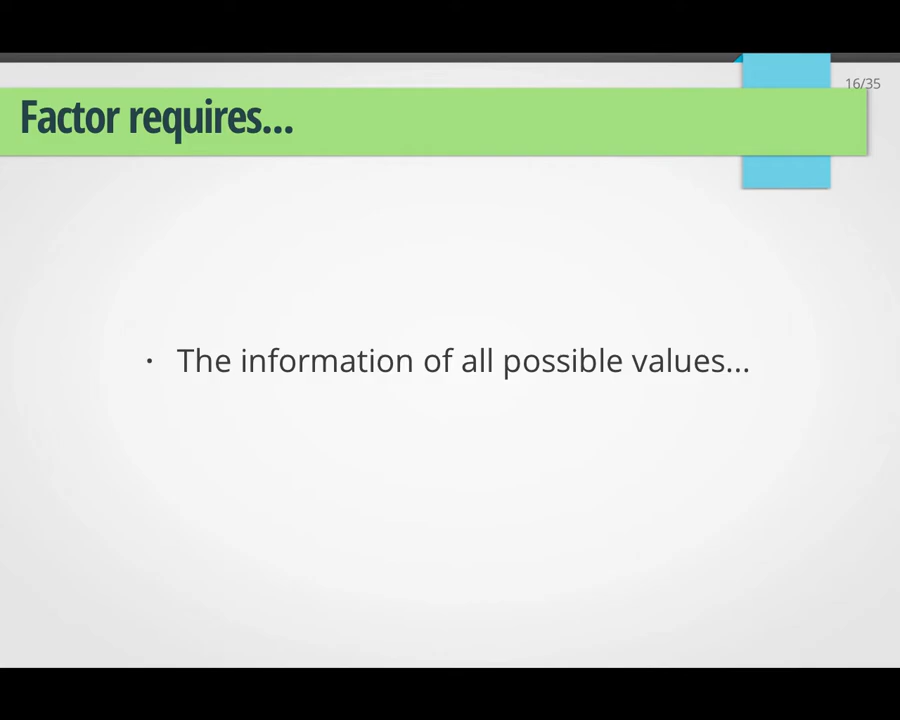 16/35
Factor requires...
• The information of all possible values...